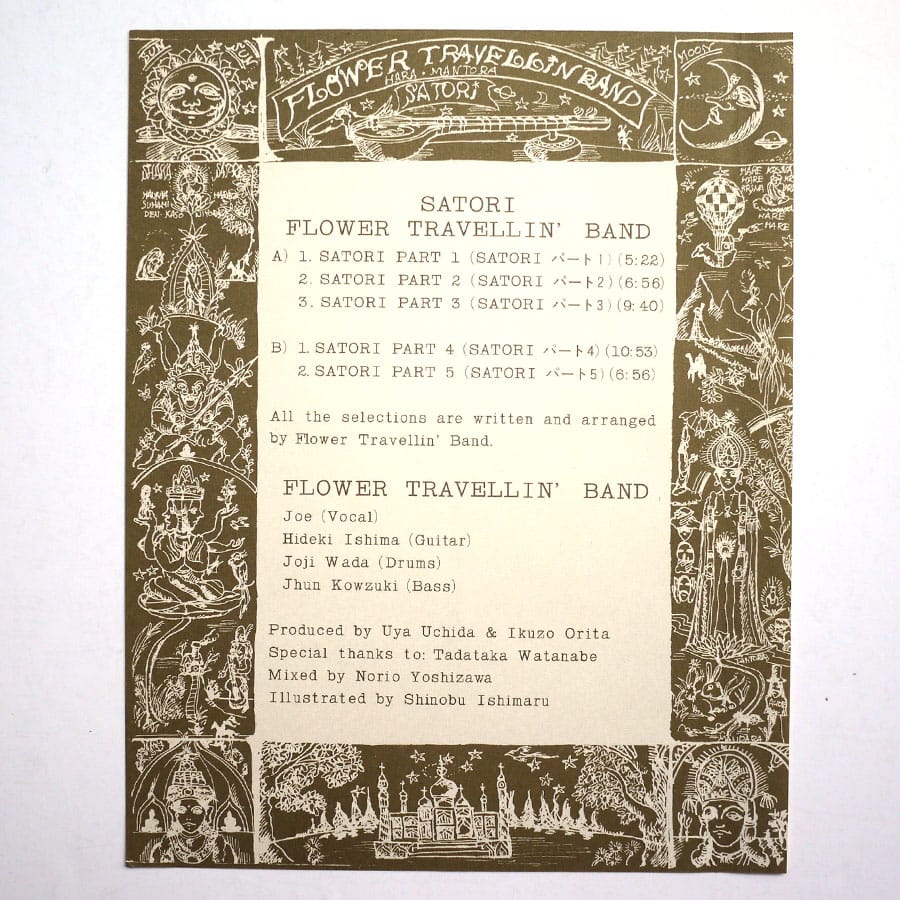 SUN
FLOWER TRAVELLIN BAND
HARA · MANTORA
SATORI
MOON
SATORI
FLOWER TRAVELLIN' BAND
A) 1. SATORI PART 1 (SATORI パート1) (5:22)
2. SATORI PART 2 (SATORI パート2) (6:56)
3. SATORI PART 3 (SATORI パート3) (9:40)
B) 1. SATORI PART 4 (SATORI パート4) (10:53)
2. SATORI PART 5 (SATORI パート5) (6:56)
All the selections are written and arranged
by Flower Travellin' Band.
FLOWER TRAVELLIN' BAND
Joe (Vocal)
Hideki Ishima (Guitar)
Joji Wada (Drums)
Jhun Kowzuki (Bass)
Produced by Uya Uchida & Ikuzo Orita
Special thanks to: Tadataka Watanabe
Mixed by Norio Yoshizawa
Illustrated by Shinobu Ishimaru
HARE
HARE
HARE
MANTORA